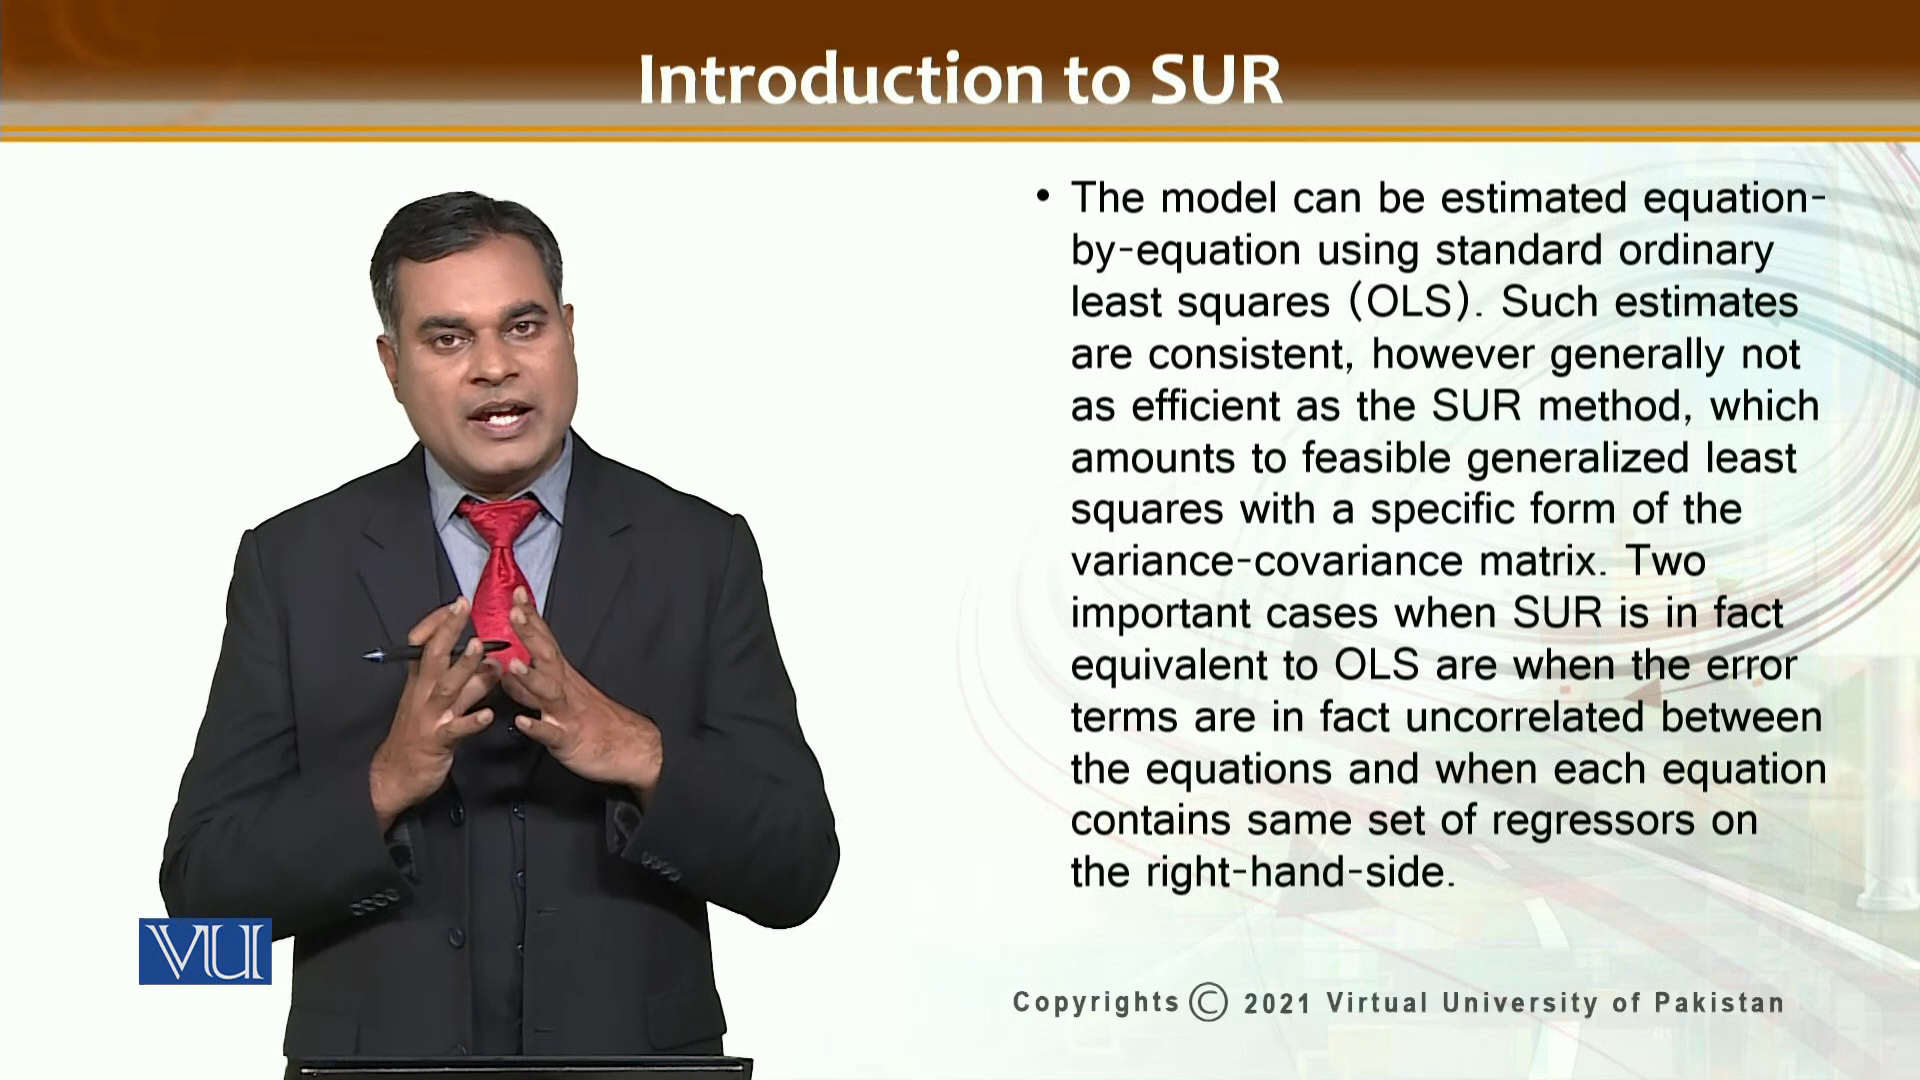 Introduction to SUR
• The model can be estimated equation-
by-equation using standard ordinary
least squares (OLS). Such estimates
are consistent, however generally not
as efficient as the SUR method, which
amounts to feasible generalized least
squares with a specific form of the
variance-covariance matrix. Two
important cases when SUR is in fact
equivalent to OLS are when the error
terms are in fact uncorrelated between
the equations and when each equation
contains same set of regressors on
the right-hand-side.
VU
Copyrights © 2021 Virtual University of Pakistan